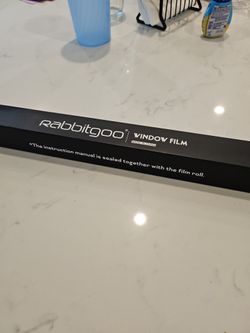 Rabbitgoo® WINDOW FILM
*The instruction manual is sealed together with the film roll.